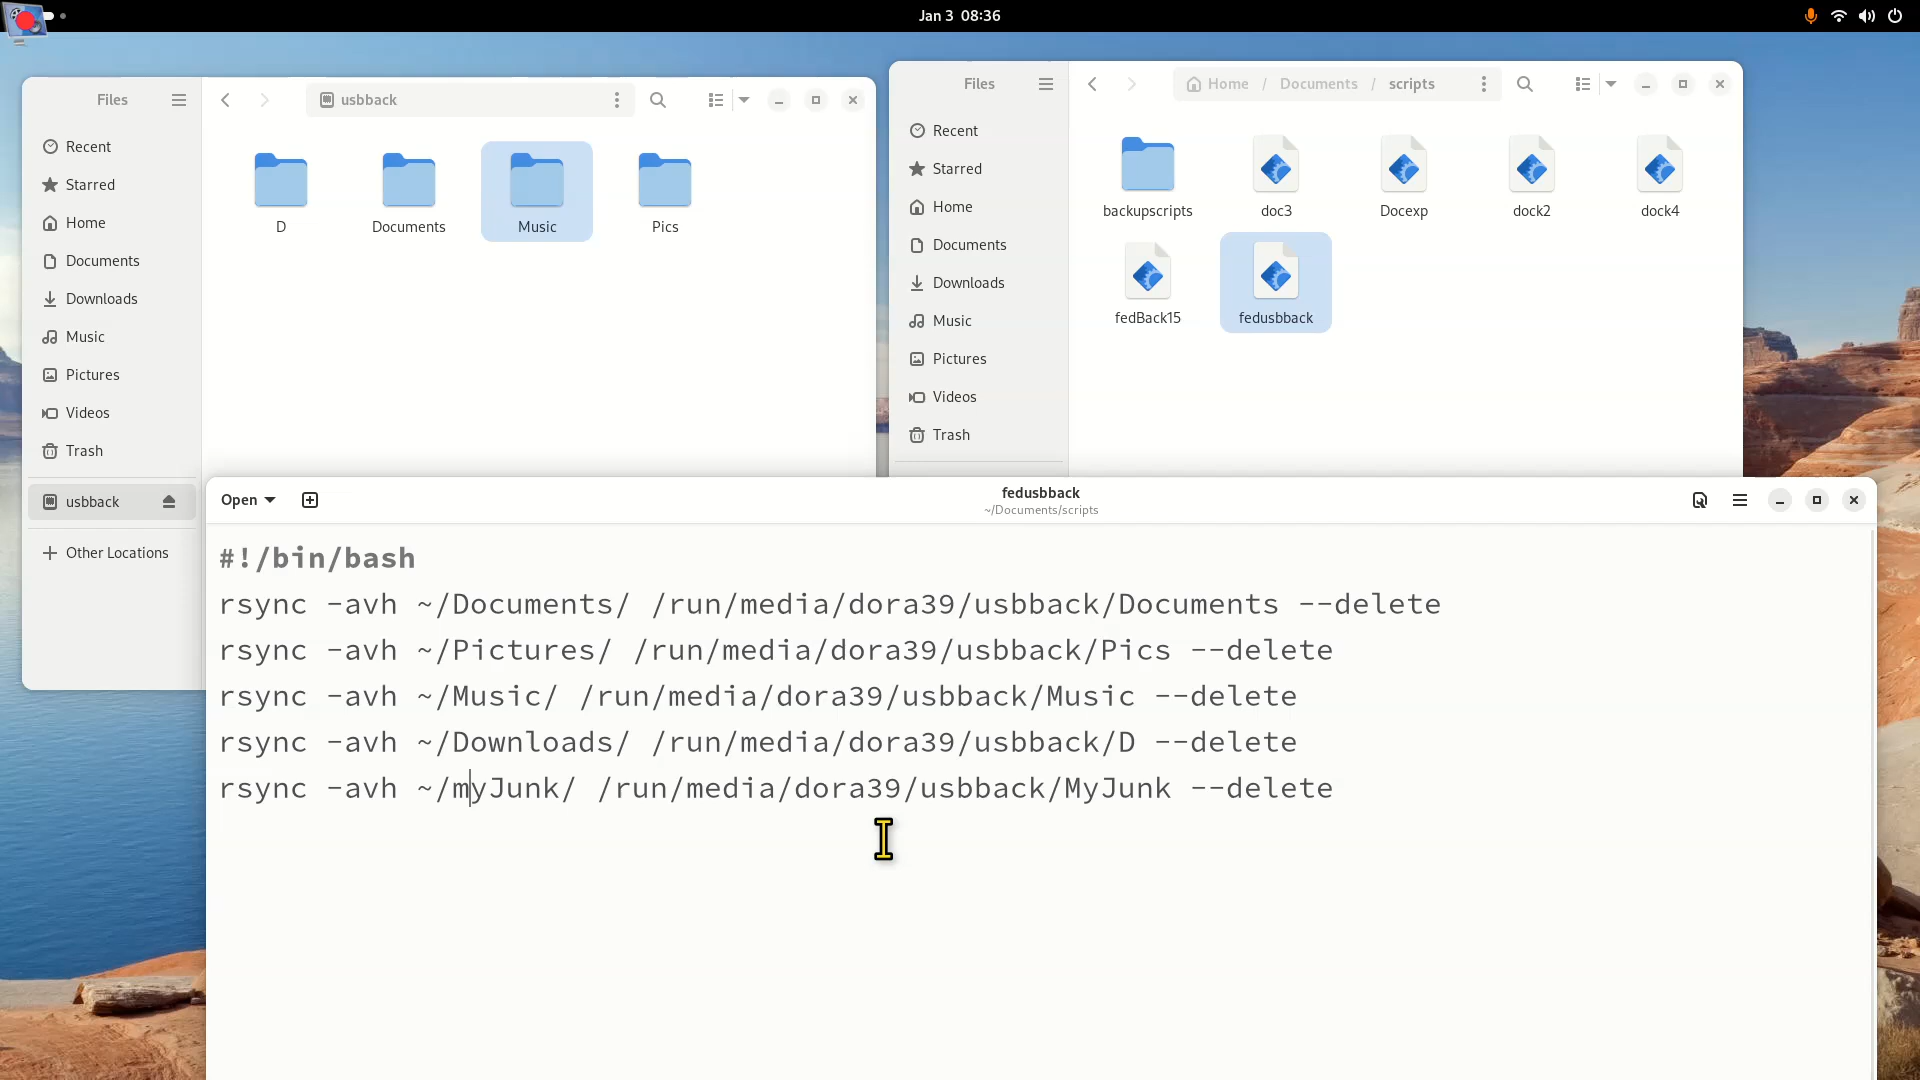 Jan 3 08:36
Files
usbback
Recent
Starred
Home
Documents
Downloads
Music
Pictures
Videos
Trash
usbback
Other Locations
D
Documents
Music
Pics
Files
Home / Documents / scripts
Recent
Starred
Home
Documents
Downloads
Music
Pictures
Videos
Trash
backupscripts
doc3
Docexp
dock2
dock4
fedBack15
fedusbback
Open
fedusbback
~/Documents/scripts
#!/bin/bash
rsync -avh ~/Documents/ /run/media/dora39/usbback/Documents --delete
rsync -avh ~/Pictures/ /run/media/dora39/usbback/Pics --delete
rsync -avh ~/Music/ /run/media/dora39/usbback/Music --delete
rsync -avh ~/Downloads/ /run/media/dora39/usbback/D --delete
rsync -avh ~/myJunk/ /run/media/dora39/usbback/MyJunk --delete